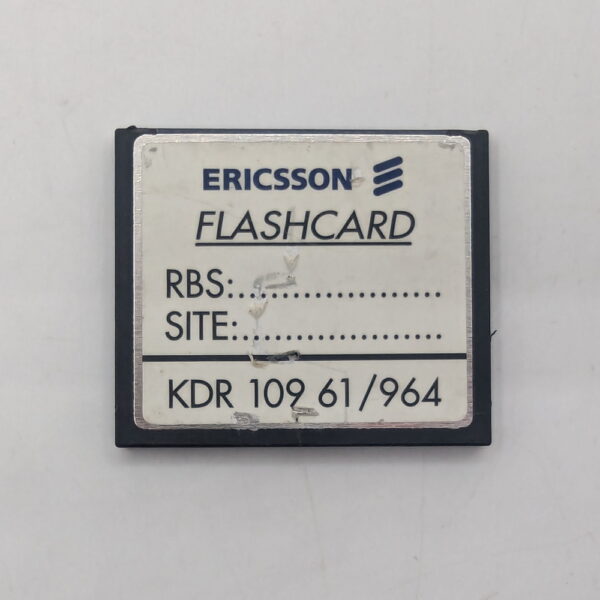 ERICSSON
FLASHCARD
RBS:......................
SITE:.....................
KDR 109 61/964